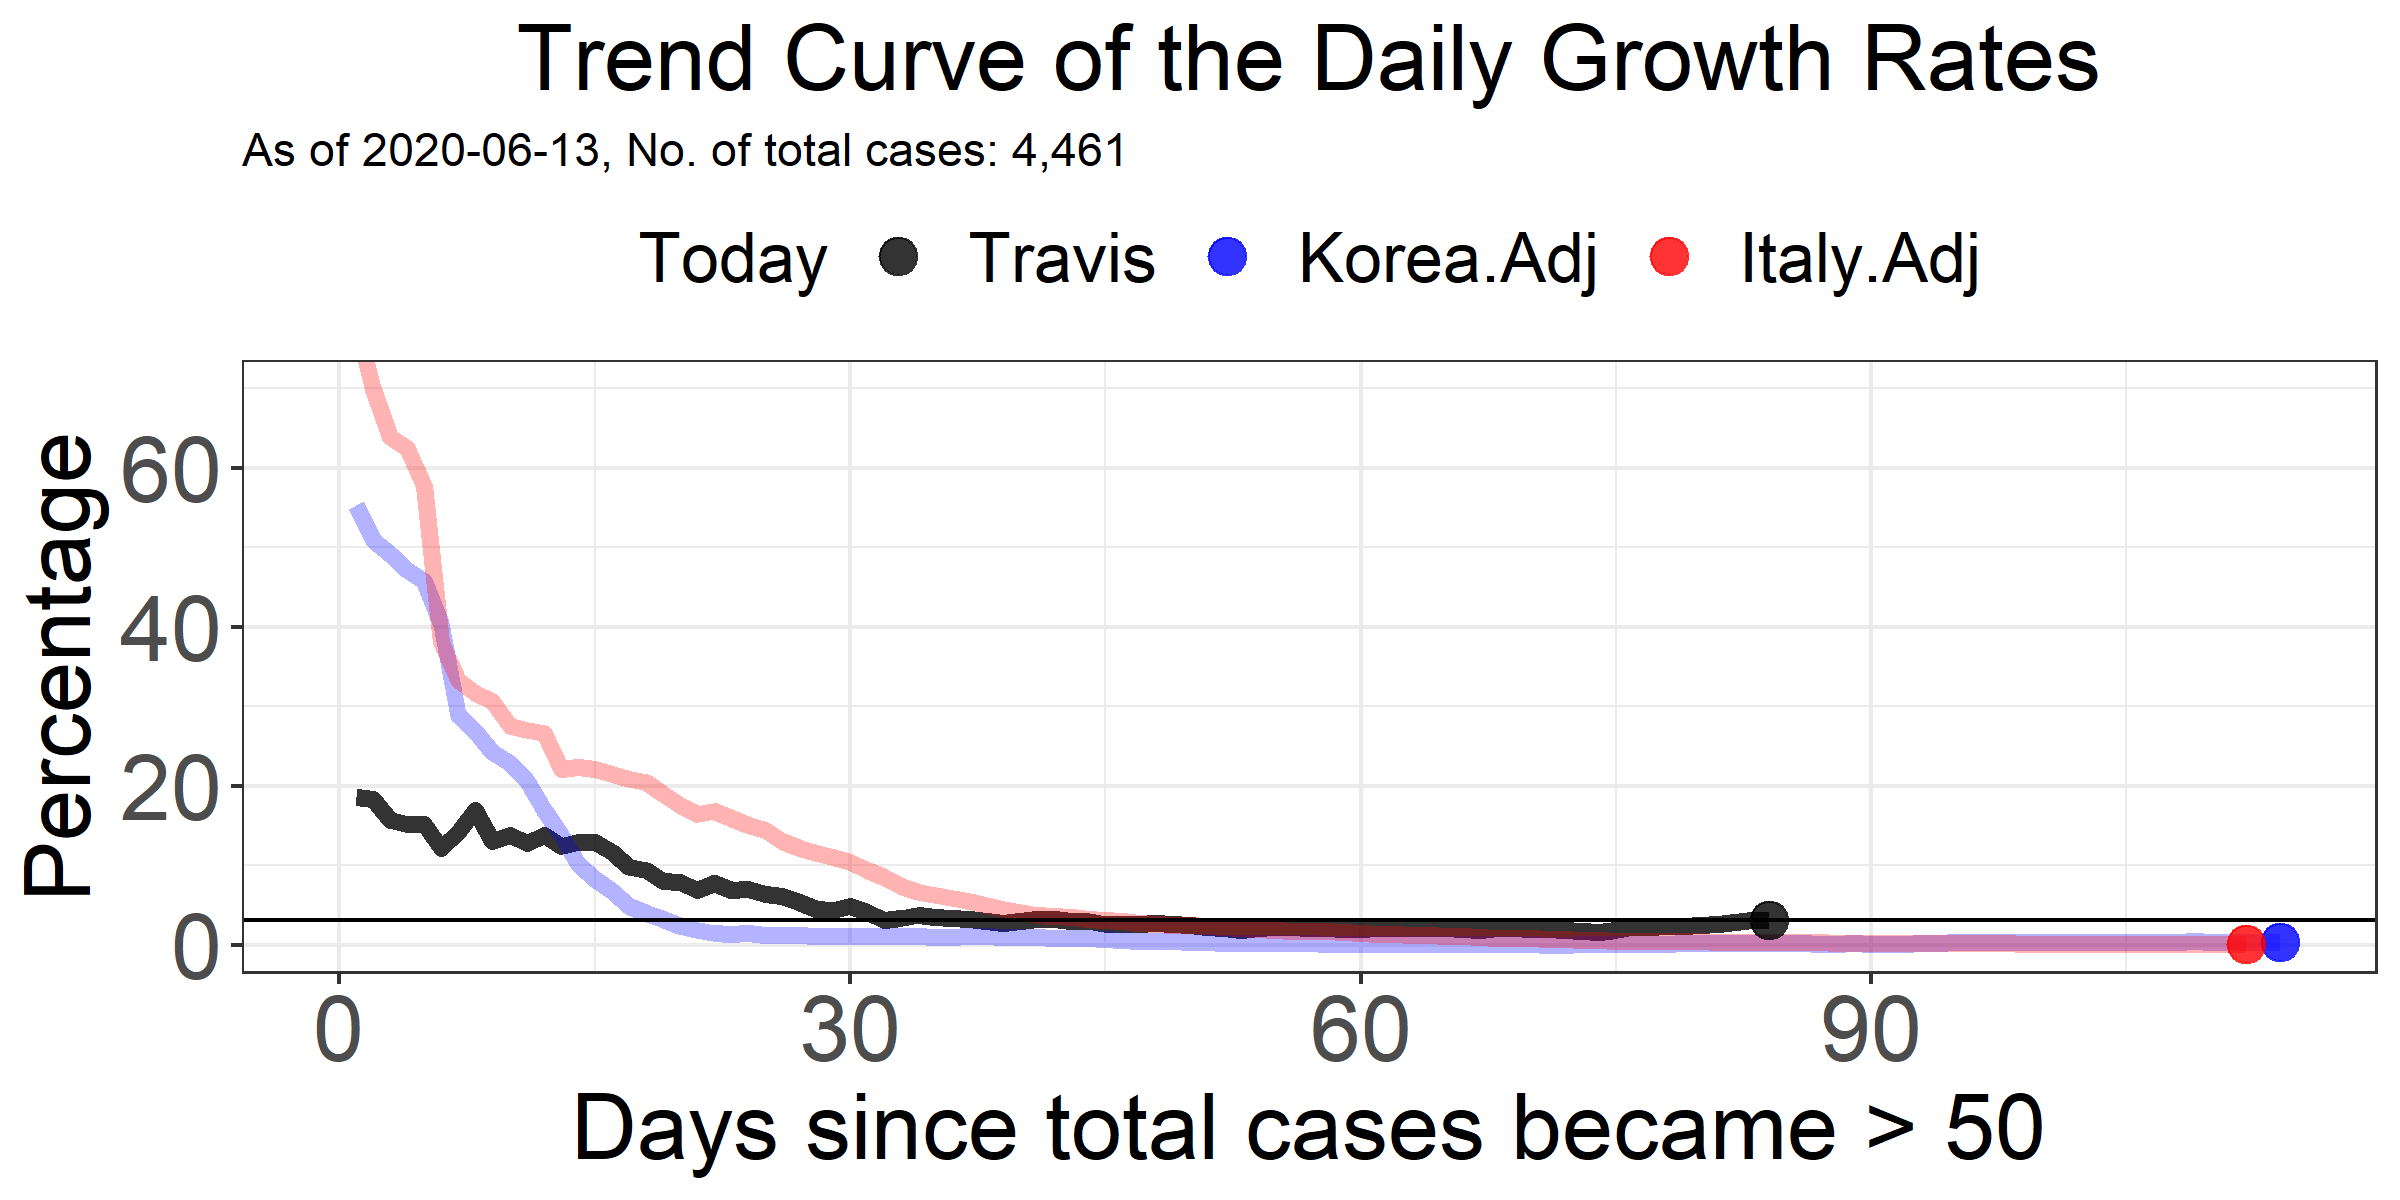 Trend Curve of the Daily Growth Rates
As of 2020-06-13, No. of total cases: 4,461
Today Travis Korea.Adj Italy.Adj
Percentage
60
40
20
0
0 30 60 90
Days since total cases became > 50